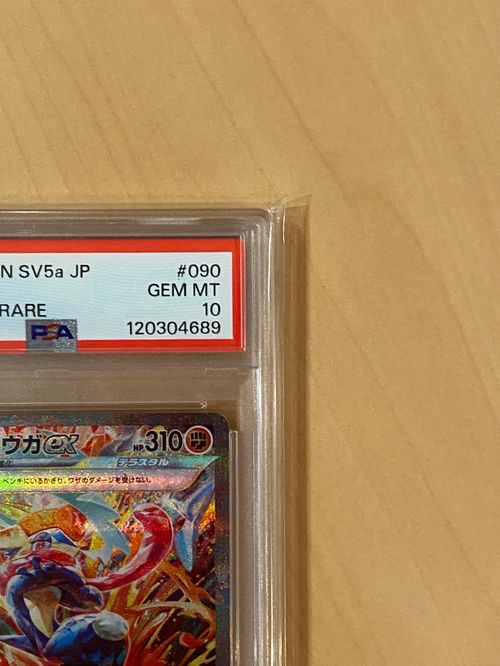 N SV5a JP #090
GEM MT
RARE 10
PSA 120304689
ウガex HP 310
テラスタル
ベンチにいるかぎり、ワザのダメージを受けない。